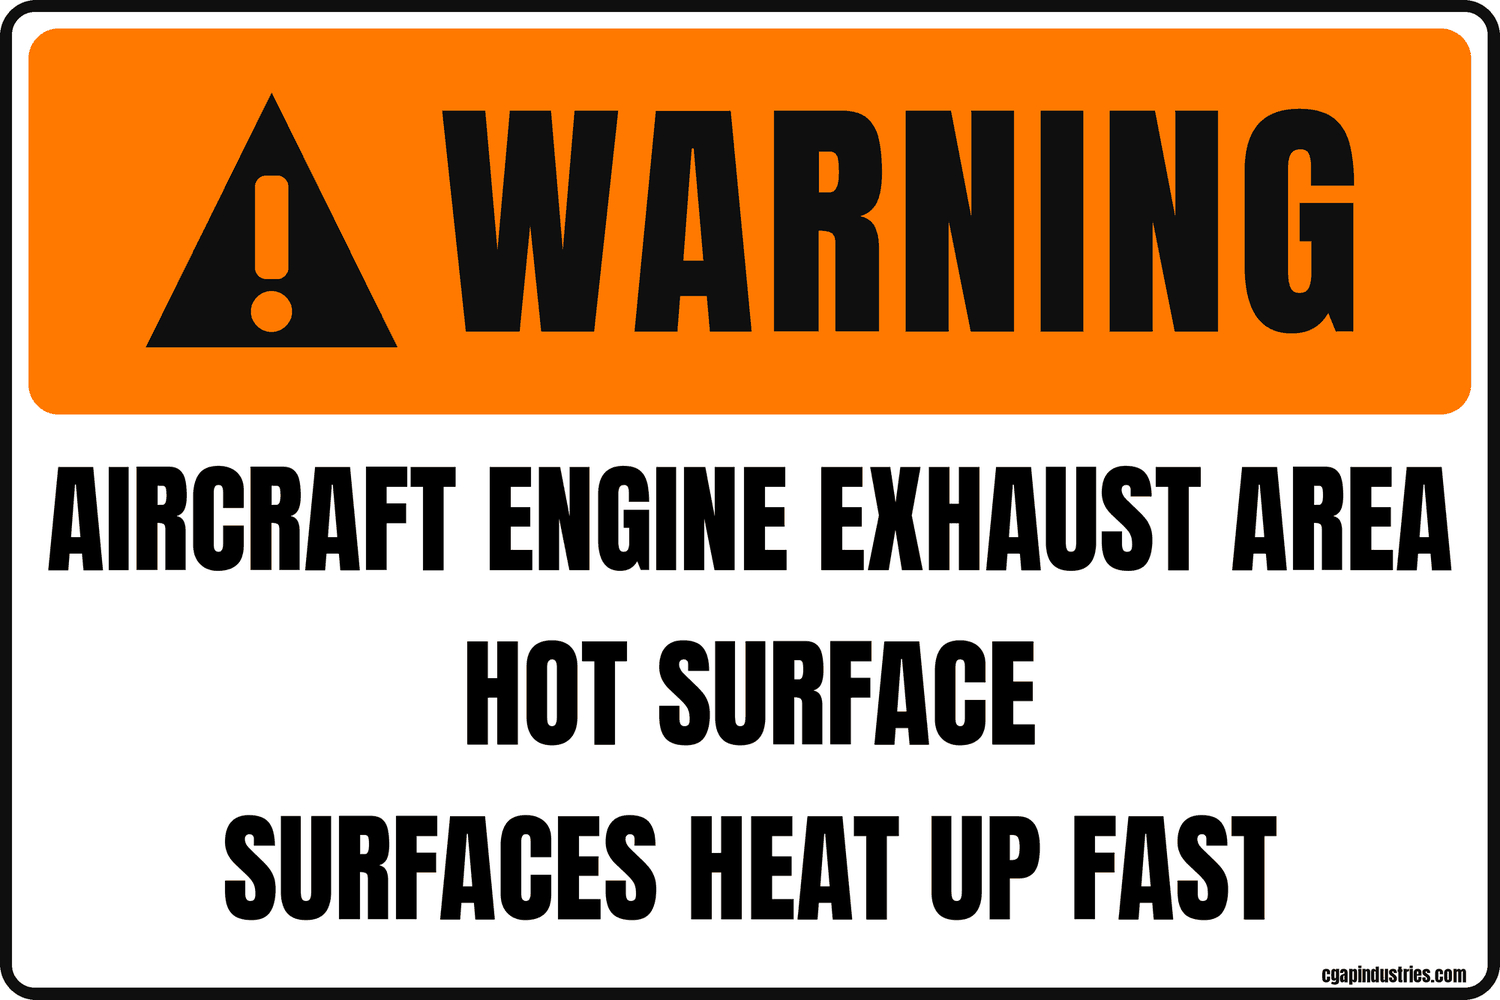 WARNING
AIRCRAFT ENGINE EXHAUST AREA
HOT SURFACE
SURFACES HEAT UP FAST
cgapindustries.com